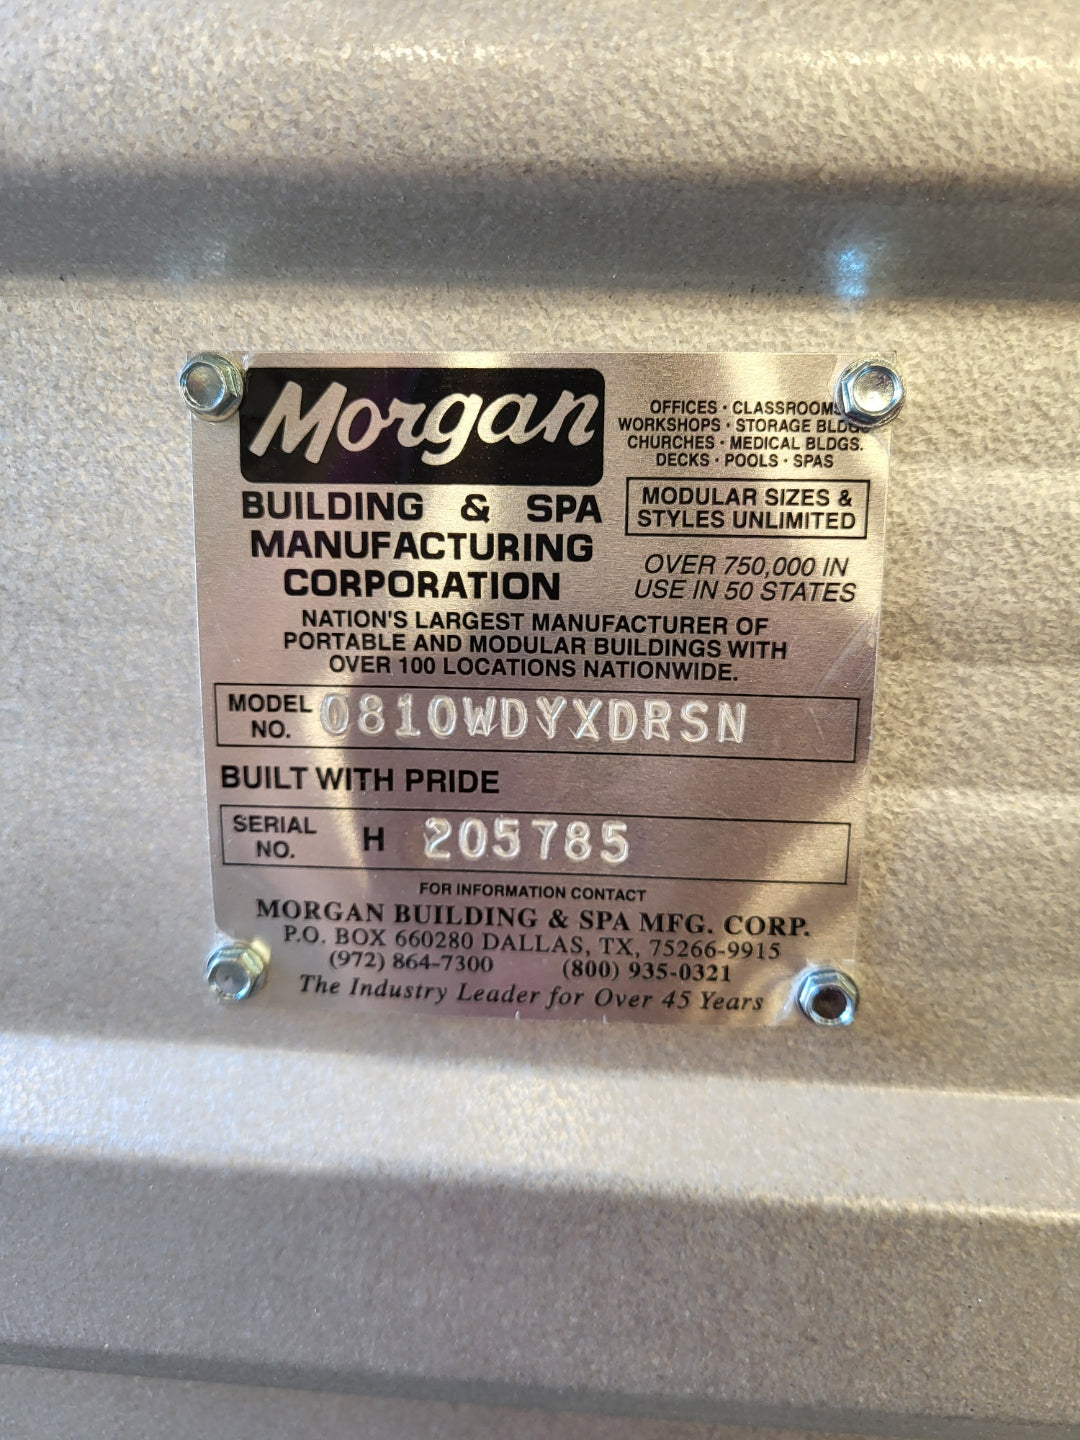 Morgan
BUILDING & SPA
MANUFACTURING
CORPORATION
OFFICES · CLASSROOMS
WORKSHOPS · STORAGE BLDGS
CHURCHES · MEDICAL BLDGS.
DECKS · POOLS · SPAS
MODULAR SIZES &
STYLES UNLIMITED
OVER 750,000 IN
USE IN 50 STATES
NATION'S LARGEST MANUFACTURER OF
PORTABLE AND MODULAR BUILDINGS WITH
OVER 100 LOCATIONS NATIONWIDE.
MODEL NO. 0810WDYXDRSN
BUILT WITH PRIDE
SERIAL NO. H 205785
FOR INFORMATION CONTACT
MORGAN BUILDING & SPA MFG. CORP.
P.O. BOX 660280 DALLAS, TX, 75266-9915
(972) 864-7300 (800) 935-0321
The Industry Leader for Over 45 Years